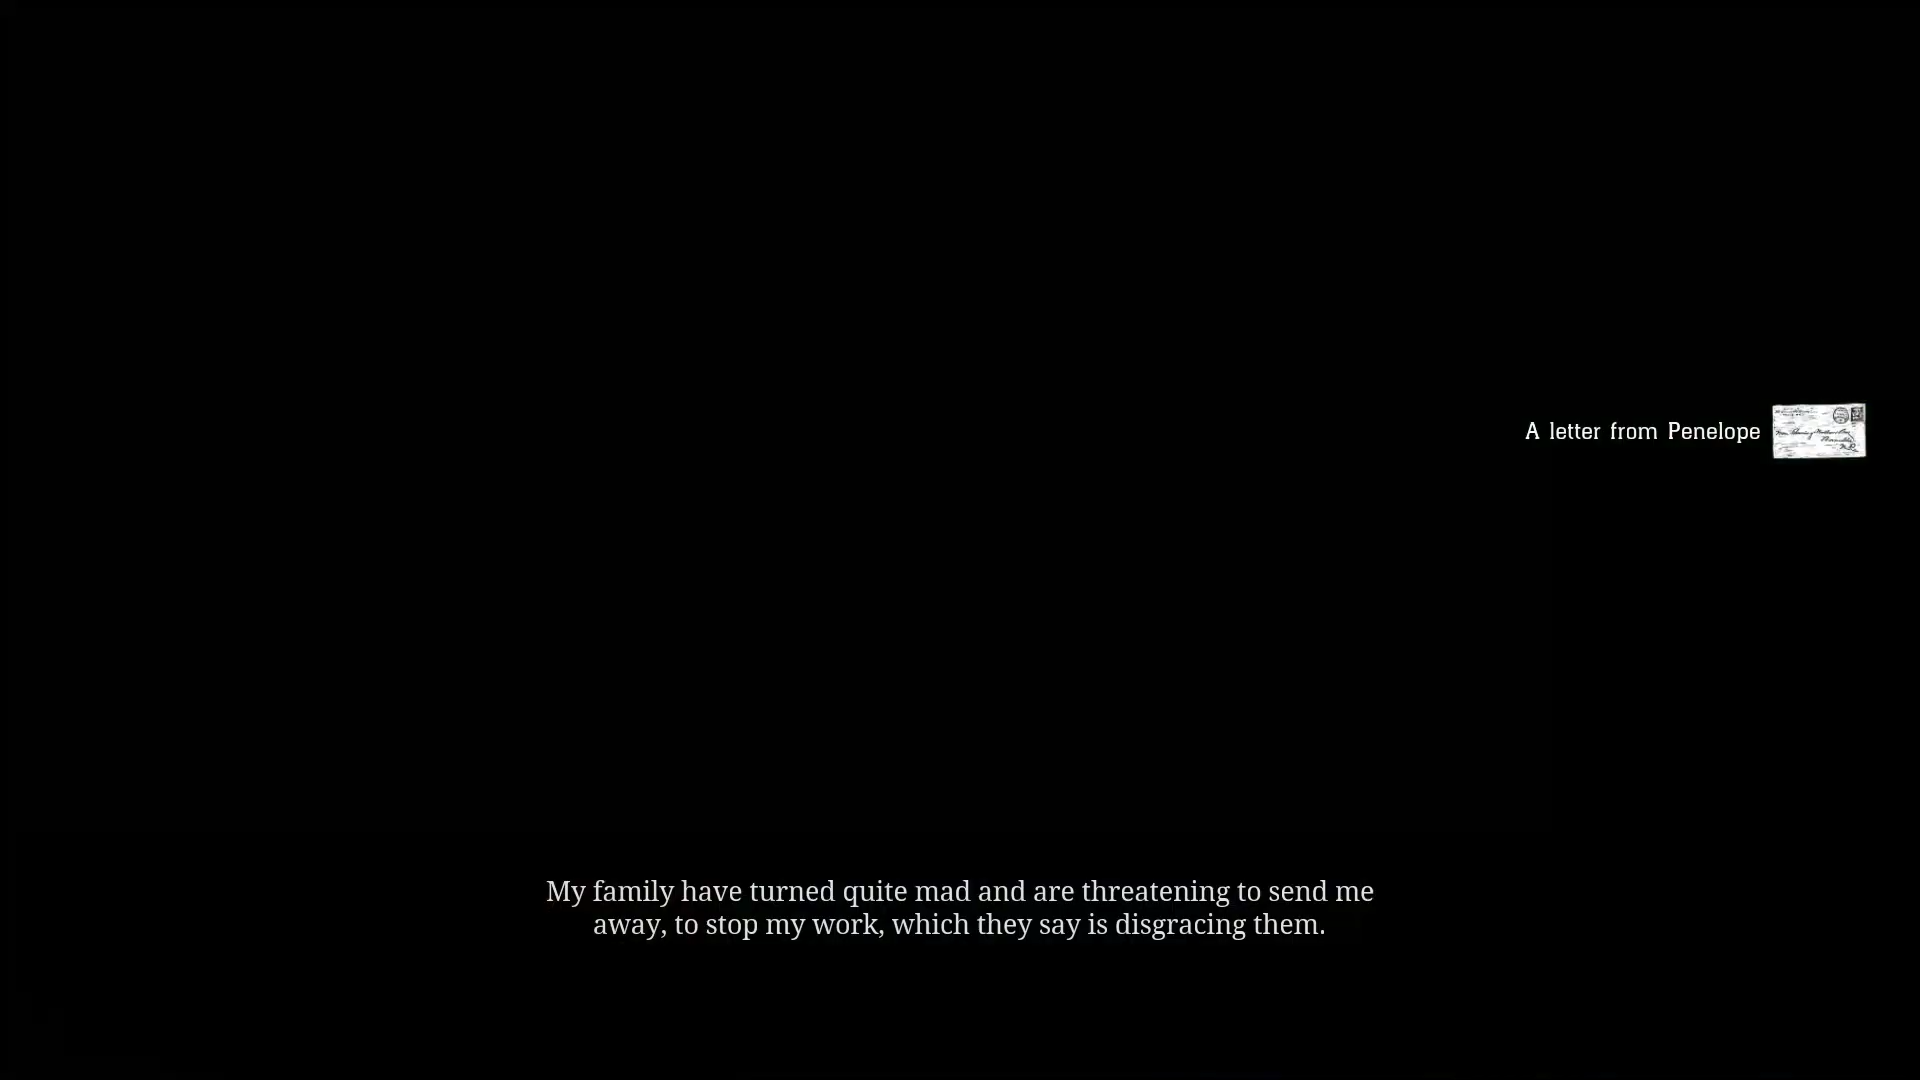 A letter from Penelope
My family have turned quite mad and are threatening to send me
away, to stop my work, which they say is disgracing them.